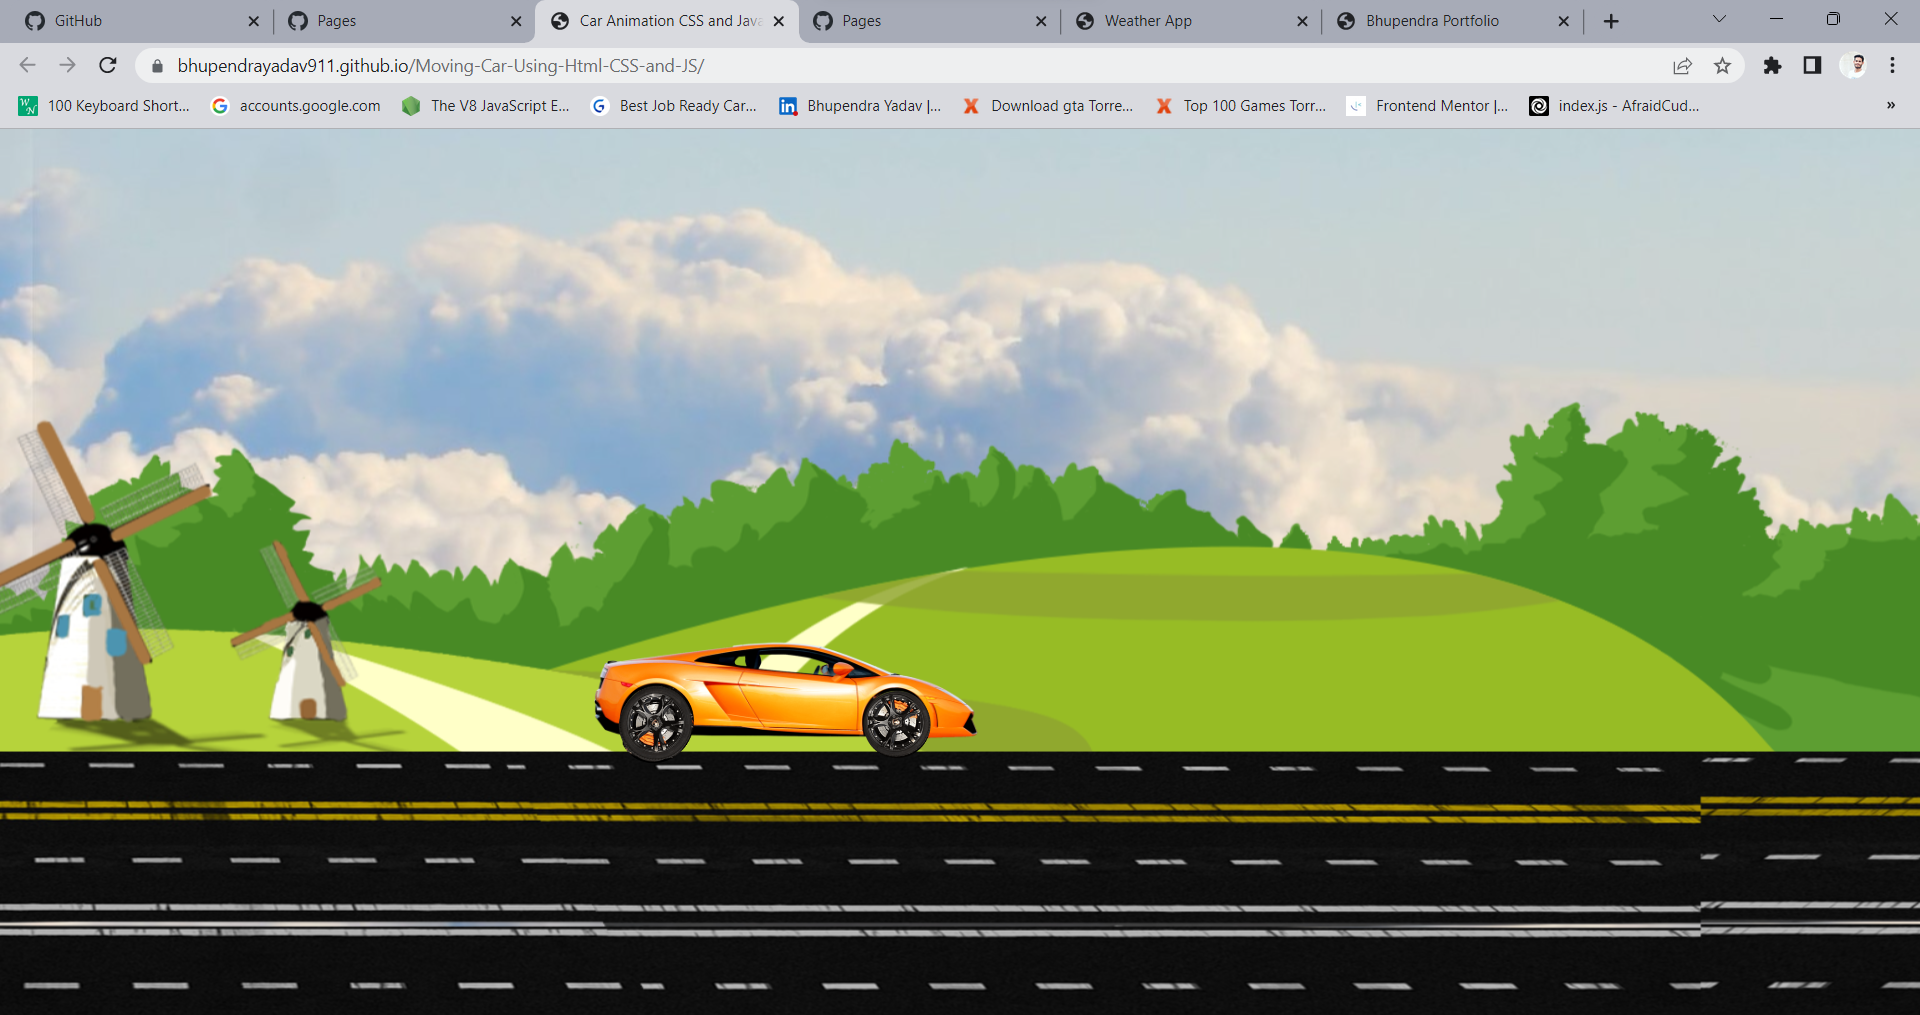 GitHub
Pages
Car Animation CSS and Java
Pages
Weather App
Bhupendra Portfolio
bhupendrayadav911.github.io/Moving-Car-Using-Html-CSS-and-JS/
100 Keyboard Short...
accounts.google.com
The V8 JavaScript E...
Best Job Ready Car...
Bhupendra Yadav |...
Download gta Torre...
Top 100 Games Torr...
Frontend Mentor |...
index.js - AfraidCud...